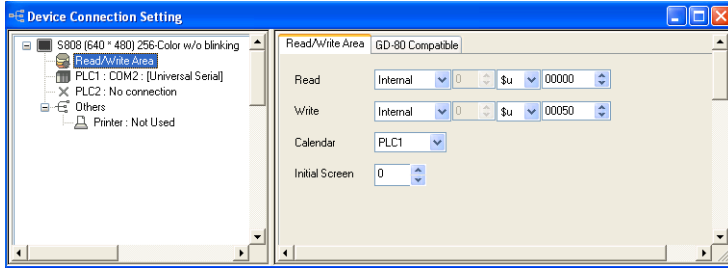 Device Connection Setting
S808 (640 * 480) 256-Color w/o blinking
Read/Write Area
PLC1 : COM2 : [Universal Serial]
PLC2 : No connection
Others
Printer : Not Used
Read/Write Area GD-80 Compatible
Read Internal 0 $u 00000
Write Internal 0 $u 00050
Calendar PLC1
Initial Screen 0